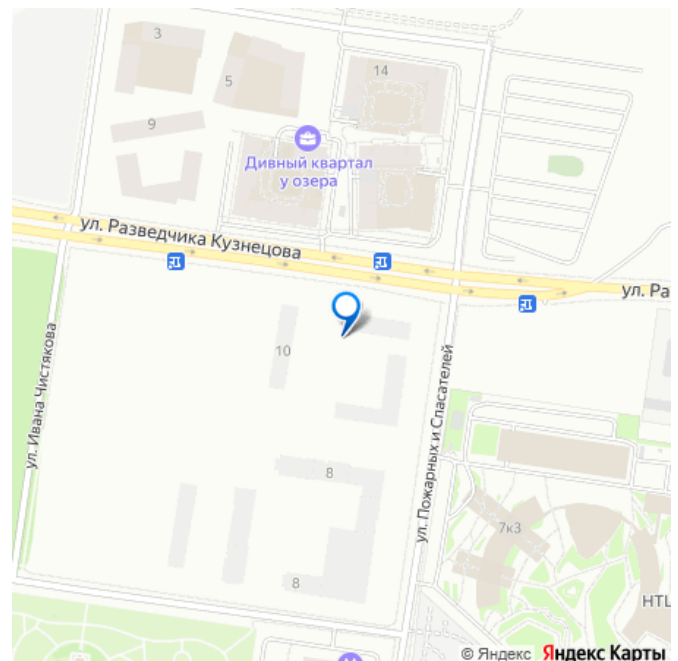 3
5
14
9
Дивный квартал
у озера
ул. Разведчика Кузнецова
ул. Ра
10
ул. Ивана Чистякова
ул. Пожарных и Спасателей
8
7к3
8
НТЦ
© Яндекс Яндекс Карты